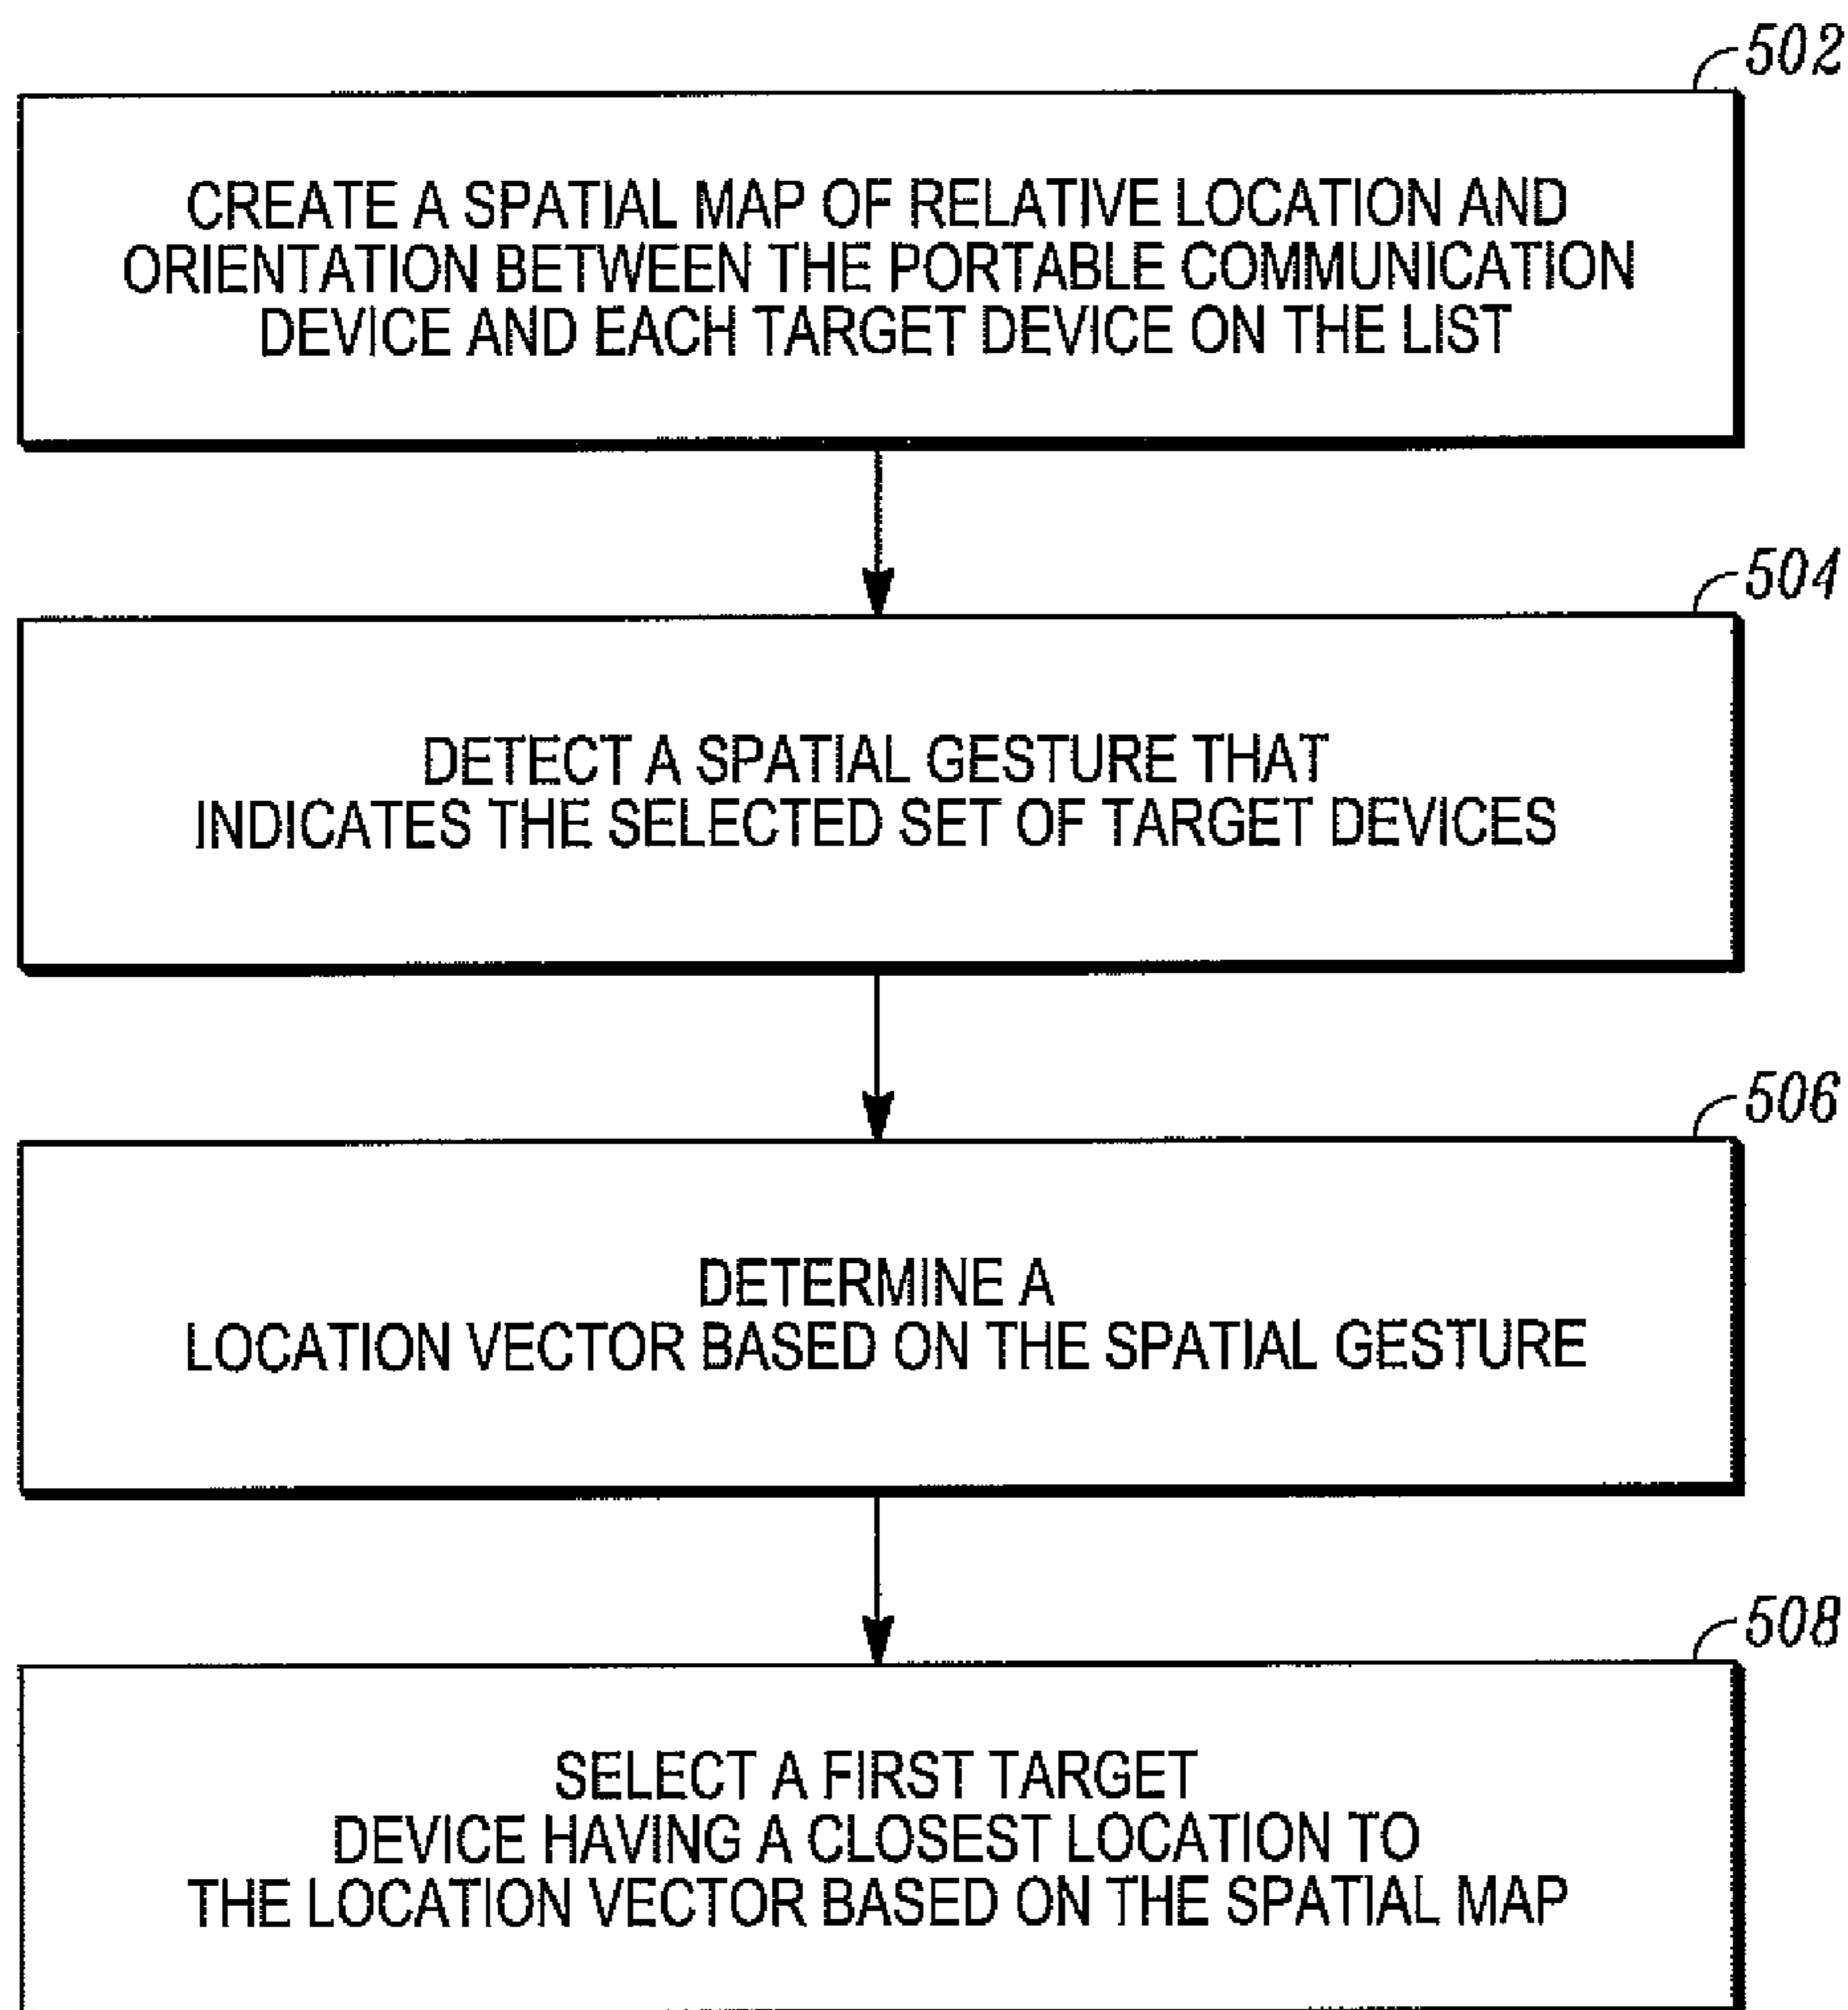 502
CREATE A SPATIAL MAP OF RELATIVE LOCATION AND
ORIENTATION BETWEEN THE PORTABLE COMMUNICATION
DEVICE AND EACH TARGET DEVICE ON THE LIST
504
DETECT A SPATIAL GESTURE THAT
INDICATES THE SELECTED SET OF TARGET DEVICES
506
DETERMINE A
LOCATION VECTOR BASED ON THE SPATIAL GESTURE
508
SELECT A FIRST TARGET
DEVICE HAVING A CLOSEST LOCATION TO
THE LOCATION VECTOR BASED ON THE SPATIAL MAP